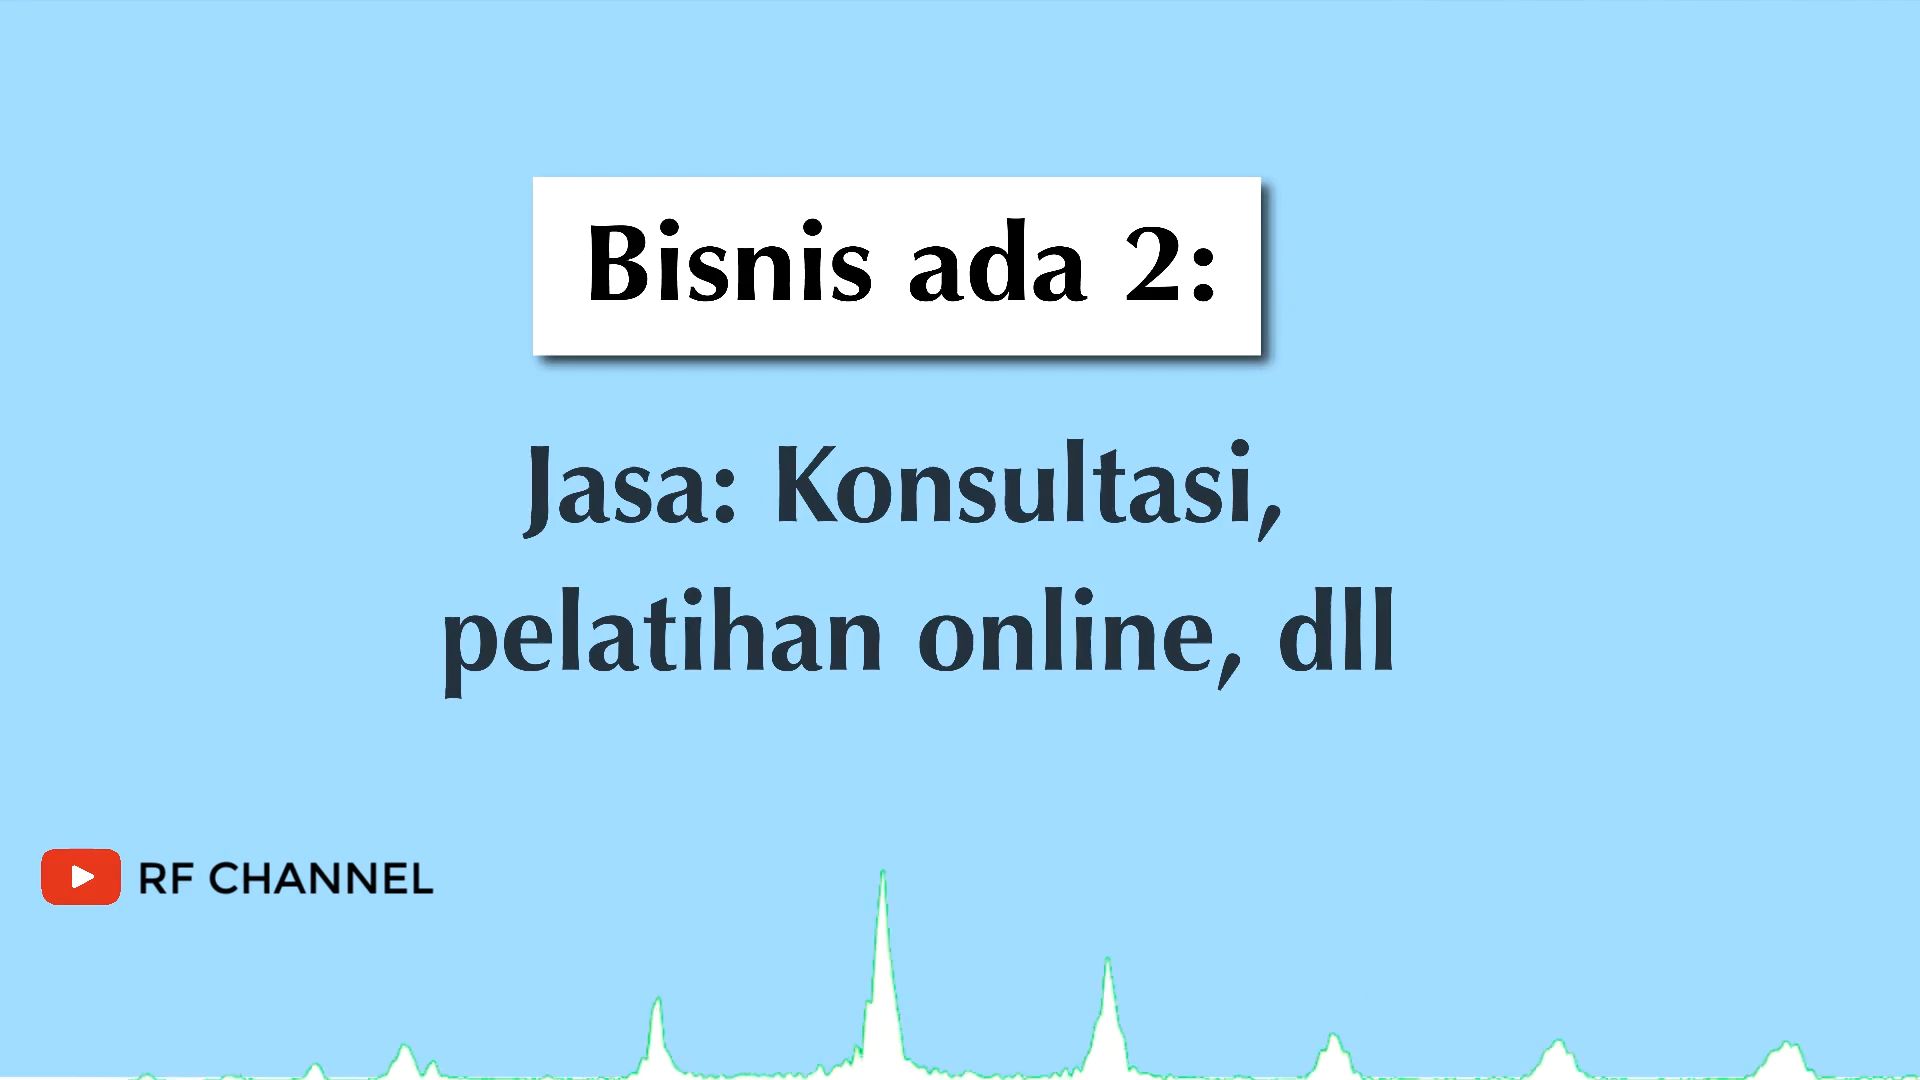 Bisnis ada 2:
Jasa: Konsultasi,
pelatihan online, dll
RF CHANNEL